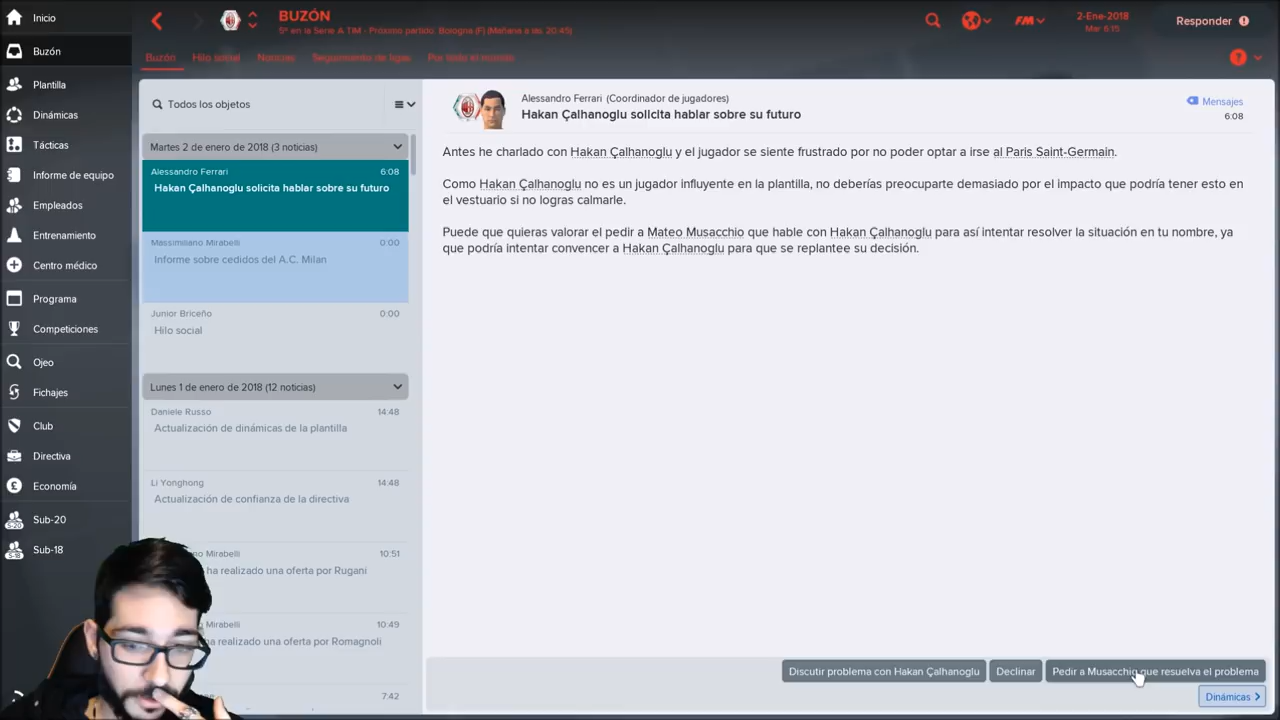 Inicio
Buzón
Plantilla
Dinámicas
Tácticas
Informe de equipo
Empleados
Entrenamiento
Centro médico
Programa
Competiciones
Ojeo
Fichajes
Club
Directiva
Economía
Sub-20
Sub-18
BUZÓN
5º en la Serie A TIM - Próximo partido: Bologna (F) (Mañana a las 20:45)
FM
2-Ene-2018
Mar 6:15
Responder
Buzón Hilo social Noticias Seguimiento de ligas Por todo el mundo
Todos los objetos
Martes 2 de enero de 2018 (3 noticias)
Alessandro Ferrari 6:08
Hakan Çalhanoglu solicita hablar sobre su futuro
Massimiliano Mirabelli 0:00
Informe sobre cedidos del A.C. Milan
Junior Briceño 0:00
Hilo social
Lunes 1 de enero de 2018 (12 noticias)
Daniele Russo 14:48
Actualización de dinámicas de la plantilla
Li Yonghong 14:48
Actualización de confianza de la directiva
no Mirabelli 10:51
ha realizado una oferta por Rugani
Mirabelli 10:49
ha realizado una oferta por Romagnoli
7:42
Alessandro Ferrari (Coordinador de jugadores)
Hakan Çalhanoglu solicita hablar sobre su futuro
Mensajes
6:08
Antes he charlado con Hakan Çalhanoglu y el jugador se siente frustrado por no poder optar a irse al Paris Saint-Germain.
Como Hakan Çalhanoglu no es un jugador influyente en la plantilla, no deberías preocuparte demasiado por el impacto que podría tener esto en
el vestuario si no logras calmarle.
Puede que quieras valorar el pedir a Mateo Musacchio que hable con Hakan Çalhanoglu para así intentar resolver la situación en tu nombre, ya
que podría intentar convencer a Hakan Çalhanoglu para que se replantee su decisión.
Discutir problema con Hakan Çalhanoglu
Declinar
Pedir a Musacchio que resuelva el problema
Dinámicas